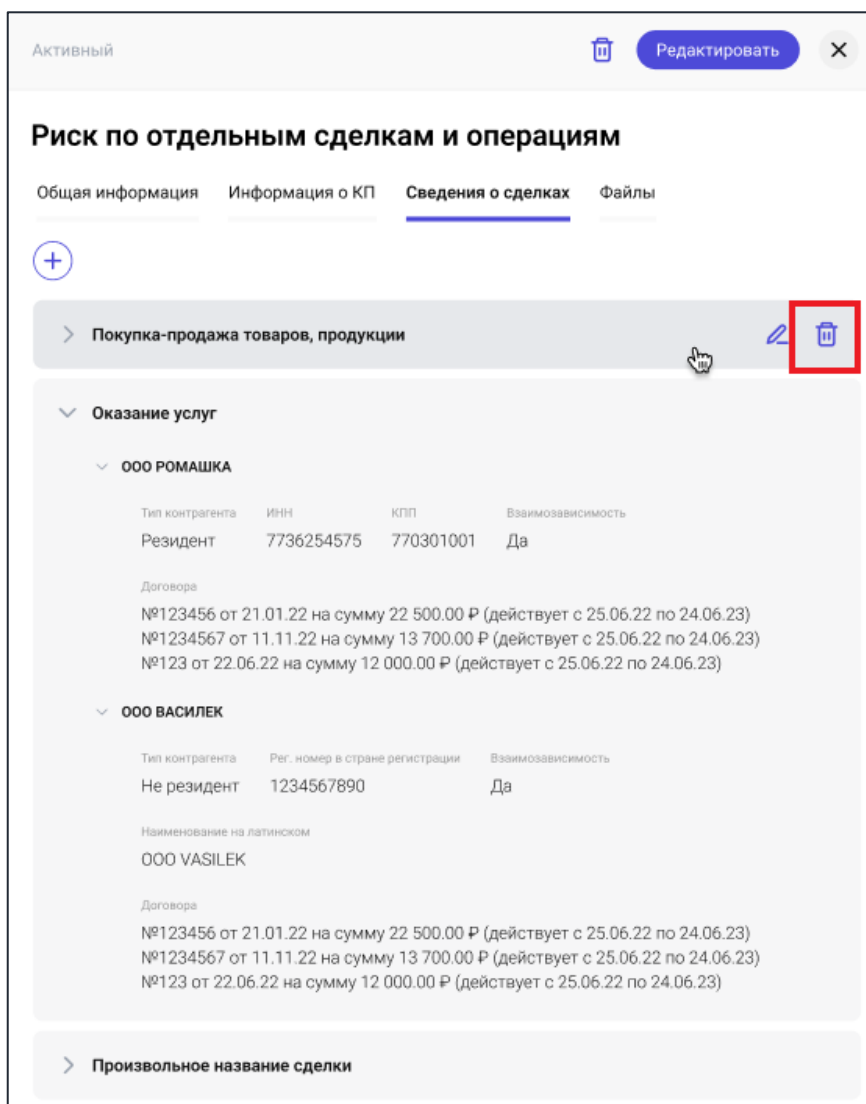 Активный
Редактировать
Риск по отдельным сделкам и операциям
Общая информация Информация о КП Сведения о сделках Файлы
Покупка-продажа товаров, продукции
Оказание услуг
ООО РОМАШКА
Тип контрагента ИНН КПП Взаимозависимость
Резидент 7736254575 770301001 Да
Договора
№123456 от 21.01.22 на сумму 22 500.00 ₽ (действует с 25.06.22 по 24.06.23)
№1234567 от 11.11.22 на сумму 13 700.00 ₽ (действует с 25.06.22 по 24.06.23)
№123 от 22.06.22 на сумму 12 000.00 ₽ (действует с 25.06.22 по 24.06.23)
ООО ВАСИЛЕК
Тип контрагента Рег. номер в стране регистрации Взаимозависимость
Не резидент 1234567890 Да
Наименование на латинском
OOO VASILEK
Договора
№123456 от 21.01.22 на сумму 22 500.00 ₽ (действует с 25.06.22 по 24.06.23)
№1234567 от 11.11.22 на сумму 13 700.00 ₽ (действует с 25.06.22 по 24.06.23)
№123 от 22.06.22 на сумму 12 000.00 ₽ (действует с 25.06.22 по 24.06.23)
Произвольное название сделки